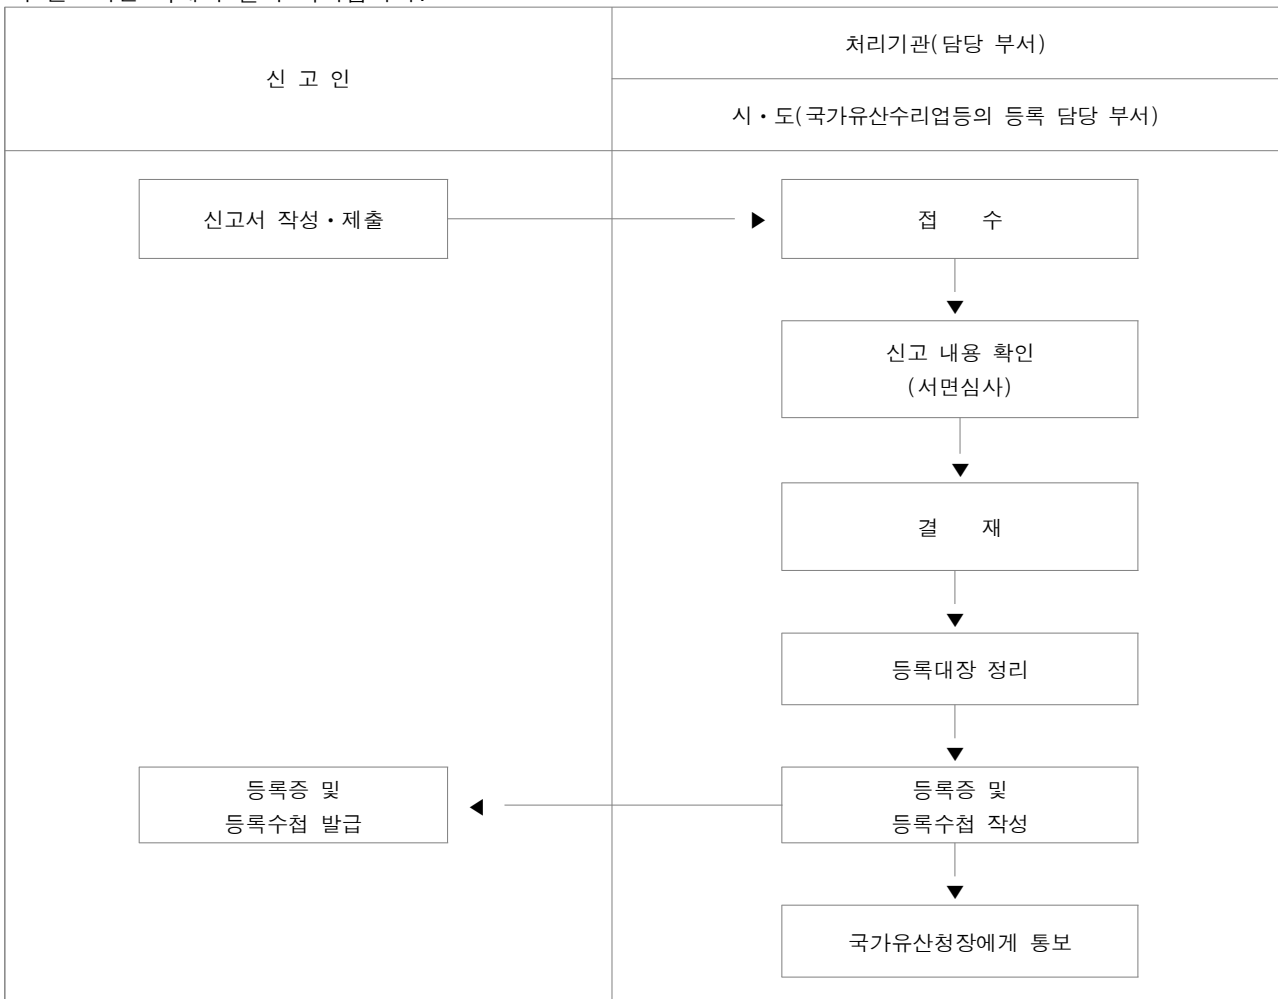 신 고 인
처리기관(담당 부서)
시·도(국가유산수리업등의 등록 담당 부서)
신고서 작성·제출
접 수
신고 내용 확인
(서면심사)
결 재
등록대장 정리
등록증 및
등록수첩 발급
등록증 및
등록수첩 작성
국가유산청장에게 통보